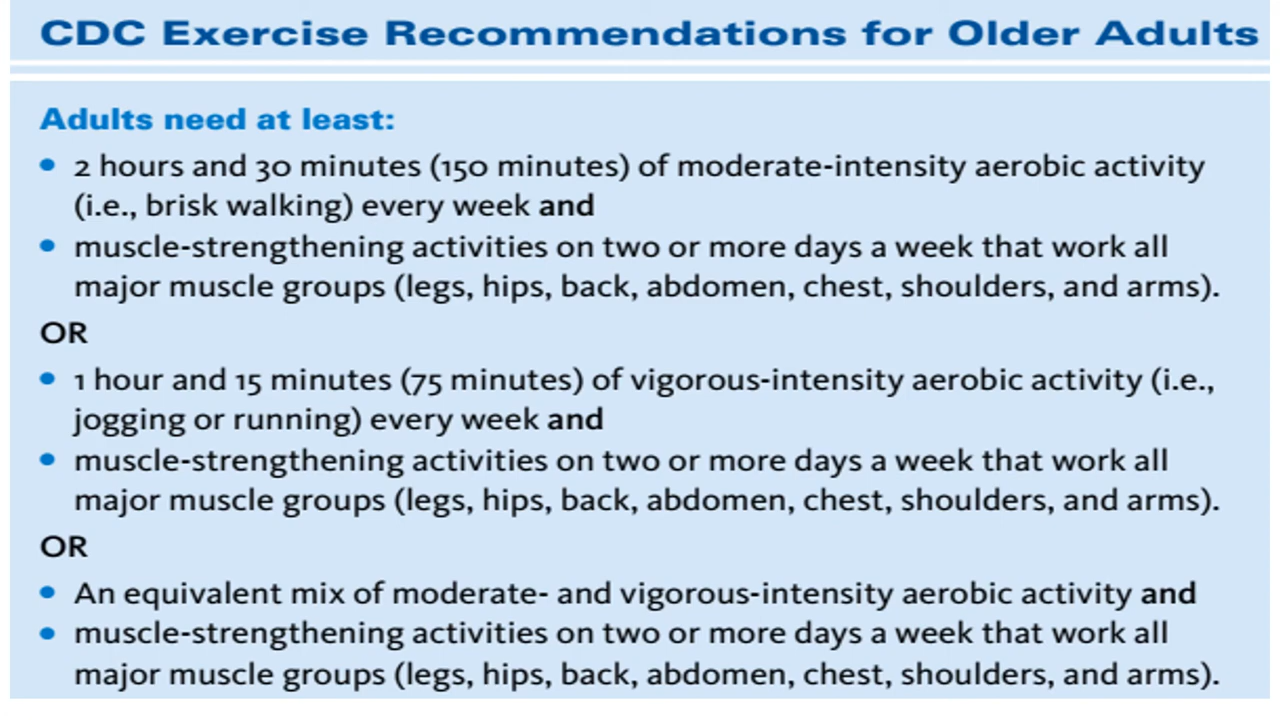 CDC Exercise Recommendations for Older Adults
Adults need at least:
• 2 hours and 30 minutes (150 minutes) of moderate-intensity aerobic activity
(i.e., brisk walking) every week and
• muscle-strengthening activities on two or more days a week that work all
major muscle groups (legs, hips, back, abdomen, chest, shoulders, and arms).
OR
• 1 hour and 15 minutes (75 minutes) of vigorous-intensity aerobic activity (i.e.,
jogging or running) every week and
• muscle-strengthening activities on two or more days a week that work all
major muscle groups (legs, hips, back, abdomen, chest, shoulders, and arms).
OR
• An equivalent mix of moderate- and vigorous-intensity aerobic activity and
• muscle-strengthening activities on two or more days a week that work all
major muscle groups (legs, hips, back, abdomen, chest, shoulders, and arms).